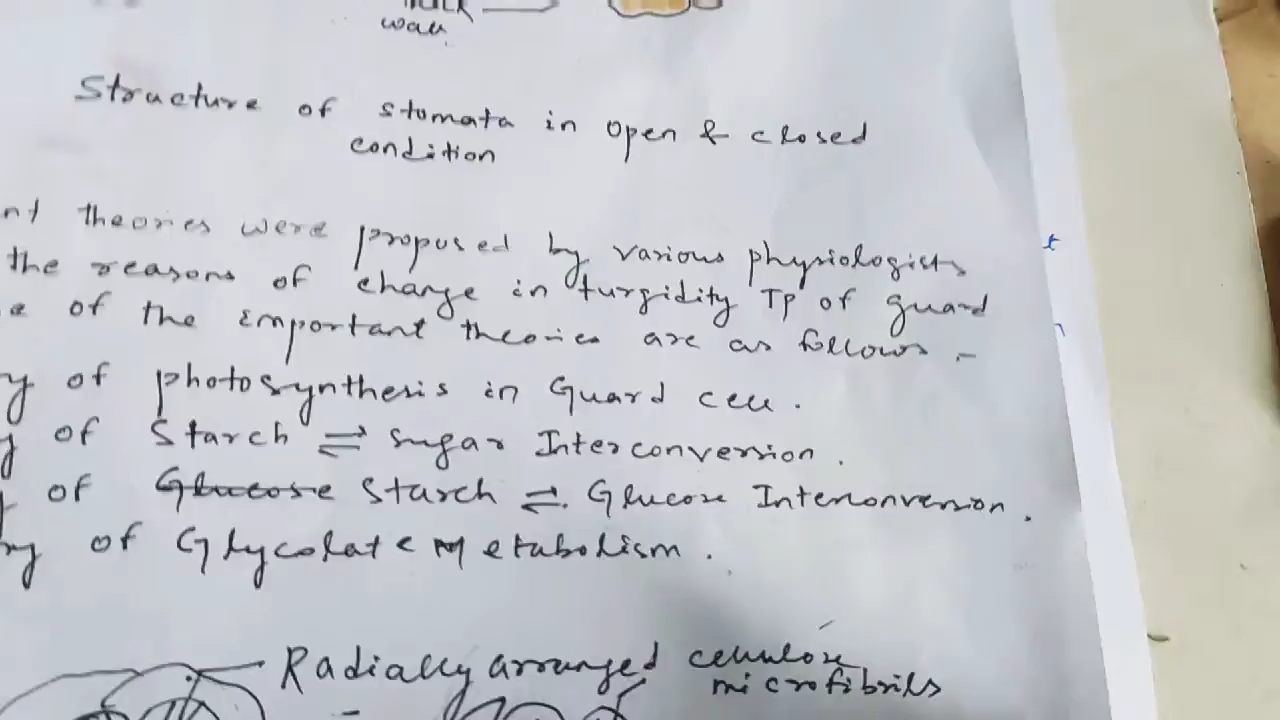 wall
Structure of stomata in open & closed
condition
nt theories were proposed by various physiologists
the reasons of change in turgidity TP of guard
e of the important theories are as follows -
y of photosynthesis in Guard cell.
y of Starch ⇌ sugar Interconversion.
y of Glucose Starch ⇌ Glucose Interconversion.
ry of Glycolate Metabolism.
Radially arranged cellulose
microfibrils